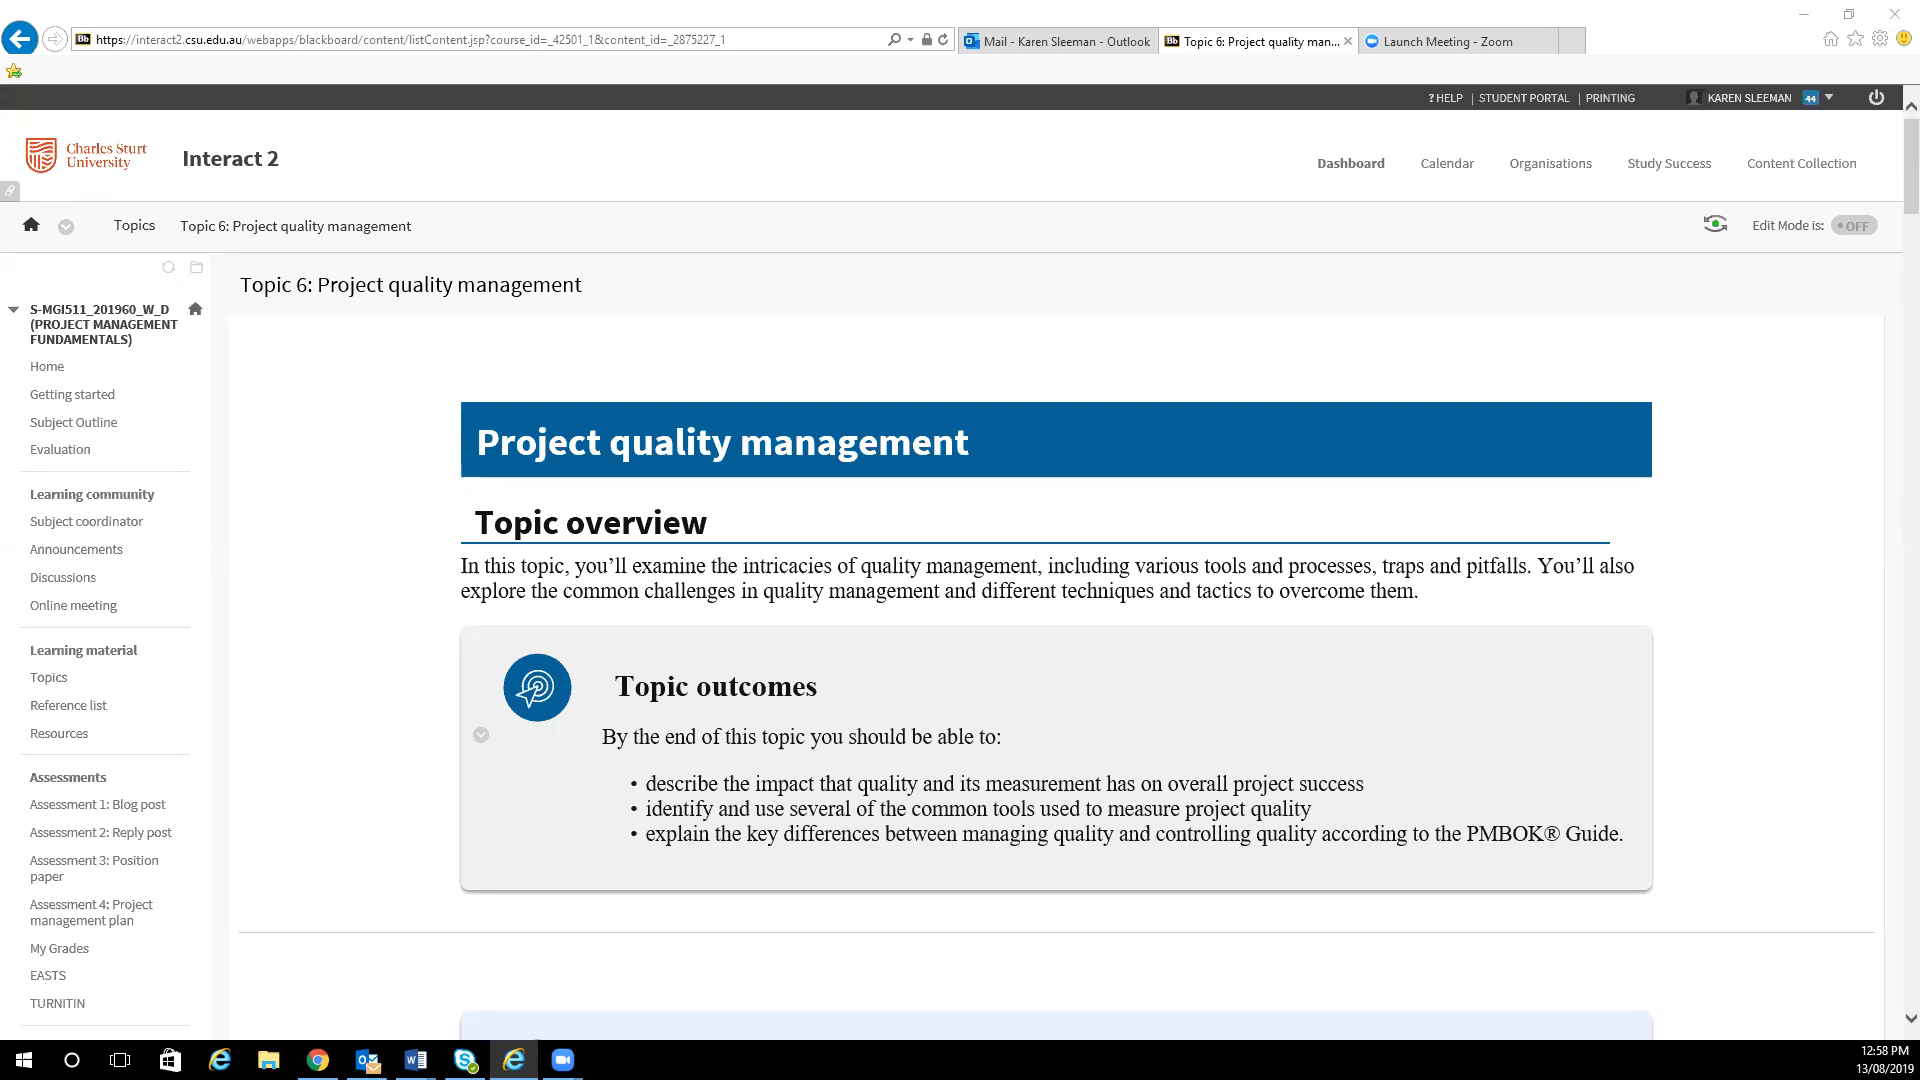 https://interact2.csu.edu.au/webapps/blackboard/content/listContent.jsp?course_id=_42501_1&content_id=_2875227_1
Mail - Karen Sleeman - Outlook
Topic 6: Project quality man...
Launch Meeting - Zoom
? HELP | STUDENT PORTAL | PRINTING
KAREN SLEEMAN 44
Charles Sturt
University
Interact 2
Dashboard Calendar Organisations Study Success Content Collection
Topics Topic 6: Project quality management
Edit Mode is: • OFF
Topic 6: Project quality management
S-MGI511_201960_W_D
(PROJECT MANAGEMENT
FUNDAMENTALS)
Home
Getting started
Subject Outline
Evaluation
Learning community
Subject coordinator
Announcements
Discussions
Online meeting
Learning material
Topics
Reference list
Resources
Assessments
Assessment 1: Blog post
Assessment 2: Reply post
Assessment 3: Position
paper
Assessment 4: Project
management plan
My Grades
EASTS
TURNITIN
Project quality management
Topic overview
In this topic, you’ll examine the intricacies of quality management, including various tools and processes, traps and pitfalls. You’ll also
explore the common challenges in quality management and different techniques and tactics to overcome them.
Topic outcomes
By the end of this topic you should be able to:
• describe the impact that quality and its measurement has on overall project success
• identify and use several of the common tools used to measure project quality
• explain the key differences between managing quality and controlling quality according to the PMBOK® Guide.
12:58 PM
13/08/2019